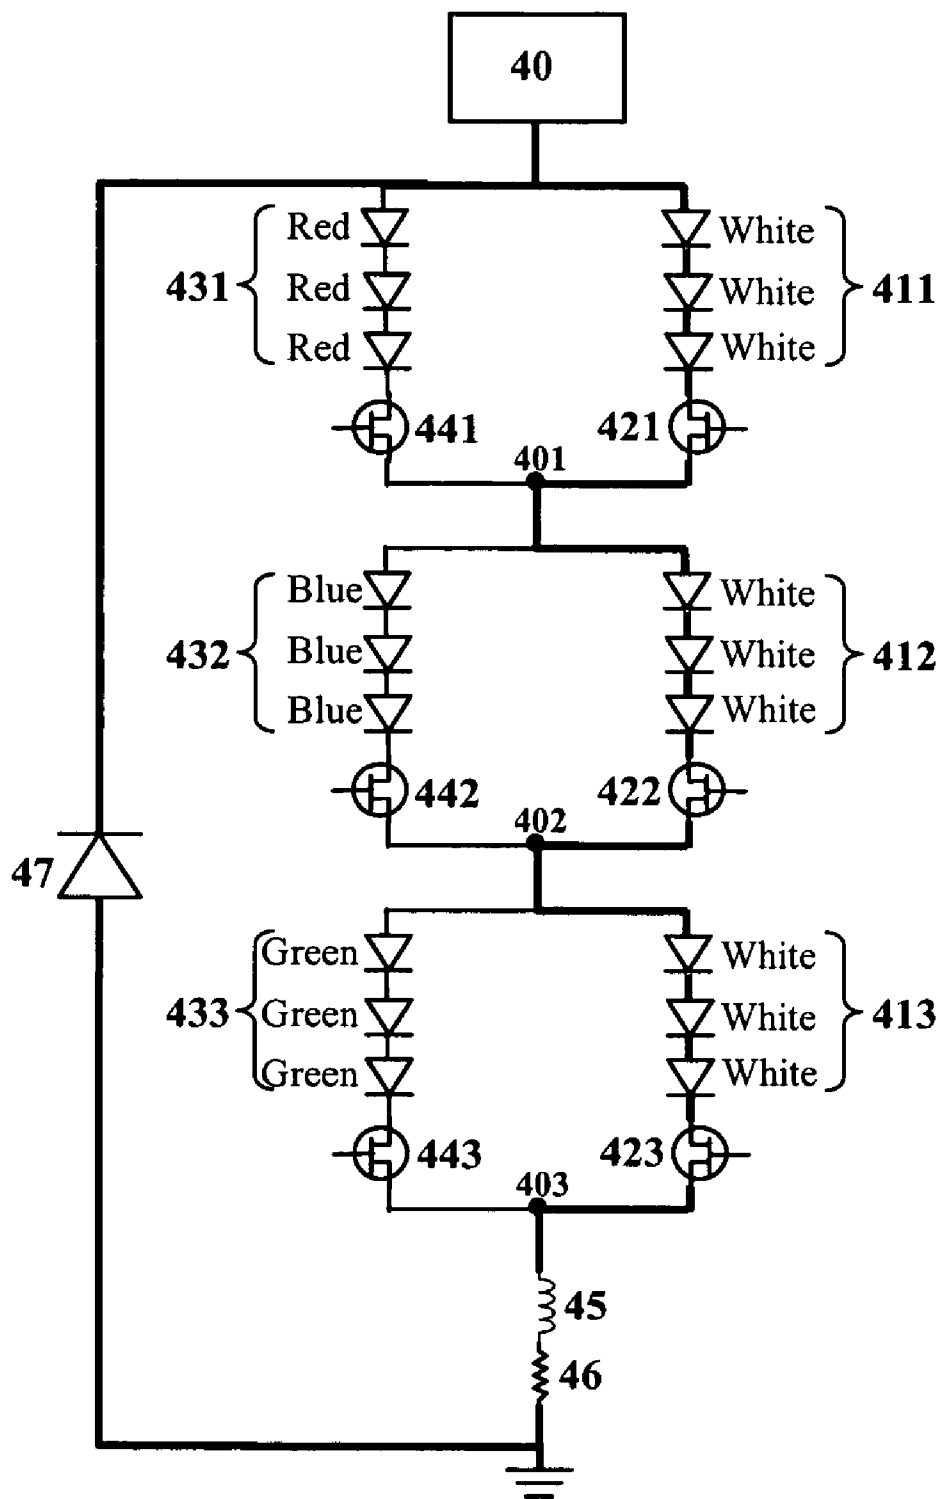 40
Red White
431 Red White 411
Red White
441 421
401
Blue White
432 Blue White 412
Blue White
442 422
402
47
Green White
433 Green White 413
Green White
443 423
403
45
46